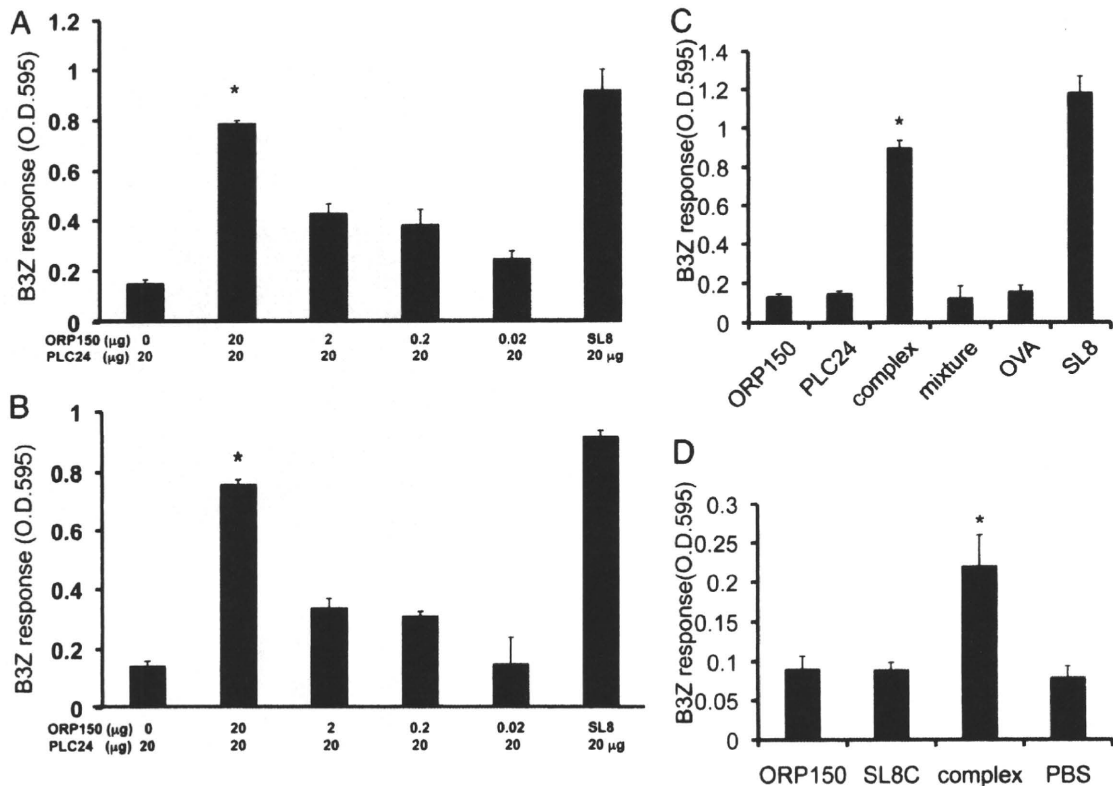 A
B3Z response (O.D.595)
1.2
1
0.8
0.6
0.4
0.2
0
*
ORP150 (µg) 0 20 2 0.2 0.02 SL8
PLC24 (µg) 20 20 20 20 20 20 µg
B
B3Z response (O.D.595)
1
0.8
0.6
0.4
0.2
0
*
ORP150 (µg) 0 20 2 0.2 0.02 SL8
PLC24 (µg) 20 20 20 20 20 20 µg
C
B3Z response(O.D.595)
1.4
1.2
1
0.8
0.6
0.4
0.2
0
*
ORP150 PLC24 complex mixture OVA SL8
D
B3Z response(O.D.595)
0.3
0.25
0.2
0.15
0.1
0.05
0
*
ORP150 SL8C complex PBS